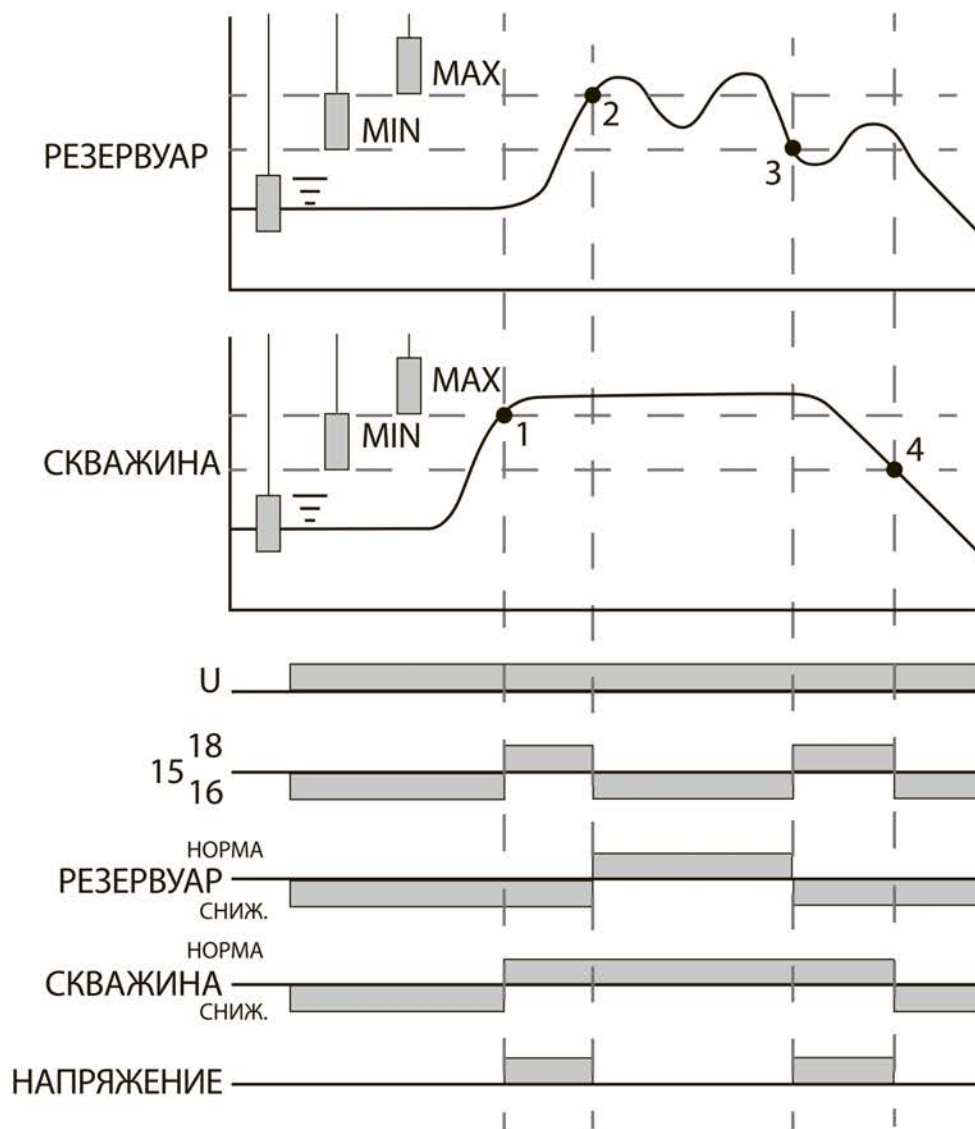 MAX
MIN
2
РЕЗЕРВУАР
3
MAX
MIN
1
СКВАЖИНА
4
U
18
15
16
НОРМА
РЕЗЕРВУАР
СНИЖ.
НОРМА
СКВАЖИНА
СНИЖ.
НАПРЯЖЕНИЕ